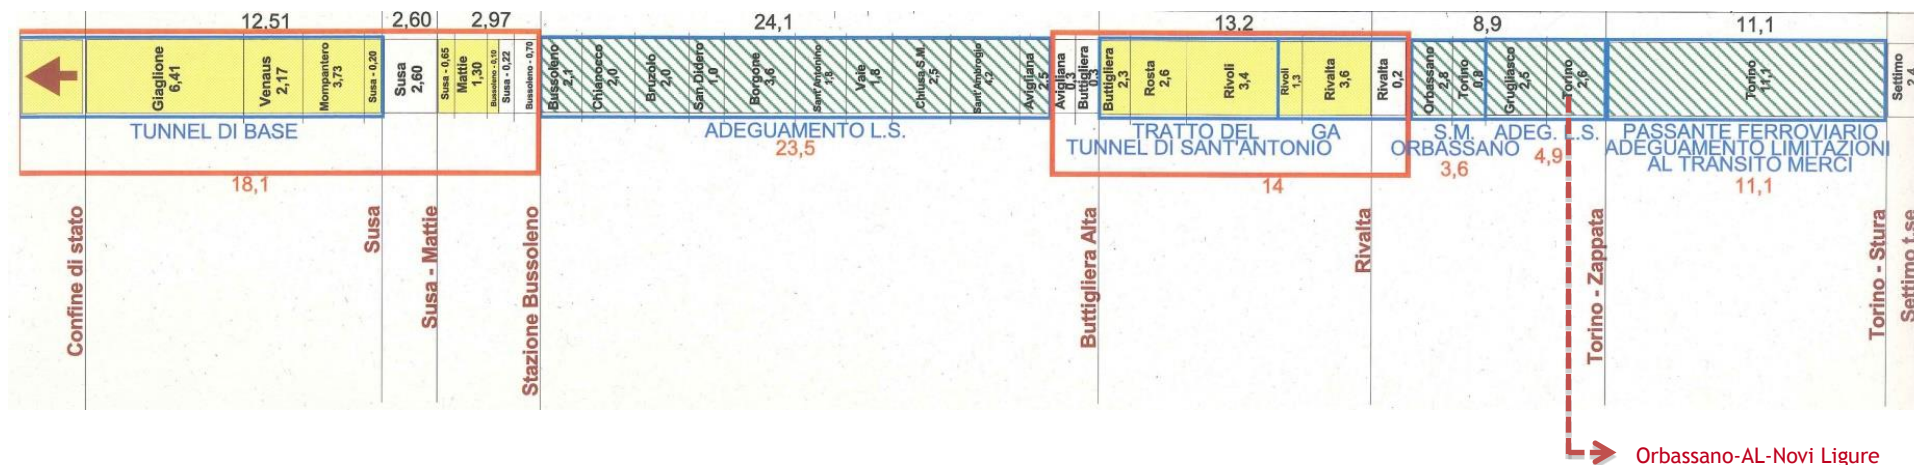 12.51
2,60
2,97
24,1
13.2
8,9
11,1
Giaglione
6,41
Venaus
2,17
Mompantero
3,73
Susa - 0,20
Susa
2,60
Susa - 0,65
Mattie
1,30
Bussoleno - 0,10
Susa - 0,22
Bussoleno - 0,70
Bussoleno
2,1
Chianocco
2,0
Bruzolo
2,0
San Didero
1,0
Borgone
3,6
Sant'Antonino
1,8
Vaie
1,8
Chiusa S.M.
2,5
Sant'Ambrogio
4,2
Avigliana
2,5
Avigliana
0,3
Buttigliera
0,3
Buttigliera
2,3
Rosta
2,6
Rivoli
3,4
Rivoli
1,3
Rivalta
3,6
Rivalta
0,2
Orbassano
2,8
Torino
0,8
Grugliasco
2,5
Torino
2,6
Torino
11,1
Settimo
2,4
TUNNEL DI BASE
18,1
ADEGUAMENTO L.S.
23,5
TRATTO DEL GA
TUNNEL DI SANT'ANTONIO
14
S.M.
ORBASSANO
3,6
ADEG. L.S.
4,9
PASSANTE FERROVIARIO
ADEGUAMENTO LIMITAZIONI
AL TRANSITO MERCI
11,1
Confine di stato
Susa
Susa - Mattie
Stazione Bussoleno
Buttigliera Alta
Rivalta
Torino - Zappata
Torino - Stura
Settimo t.se
Orbassano-AL-Novi Ligure